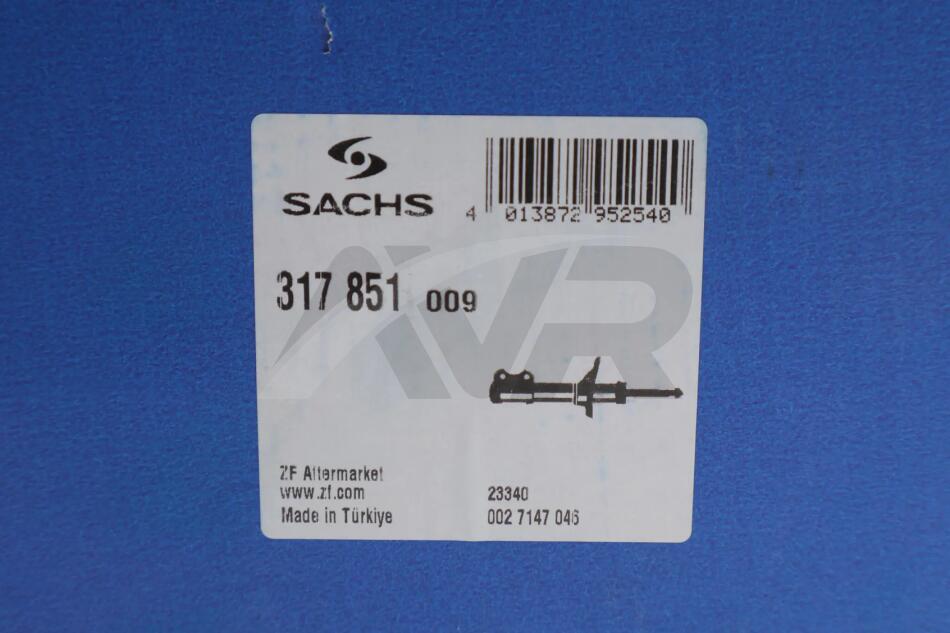 SACHS
4 013872 952540
317 851 009
AVR
ZF Aftermarket
www.zf.com
Made in Türkiye
23340
002 7147 046